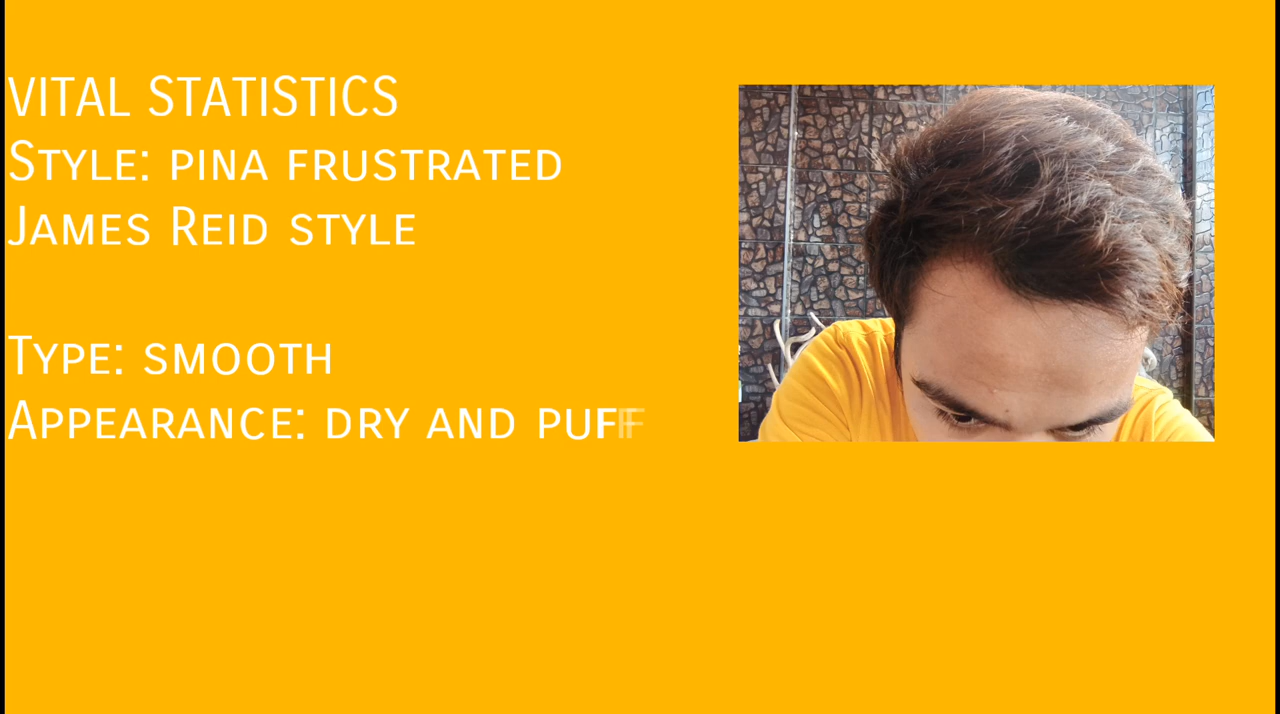 VITAL STATISTICS
STYLE: PINA FRUSTRATED
JAMES REID STYLE
TYPE: SMOOTH
APPEARANCE: DRY AND PUFF